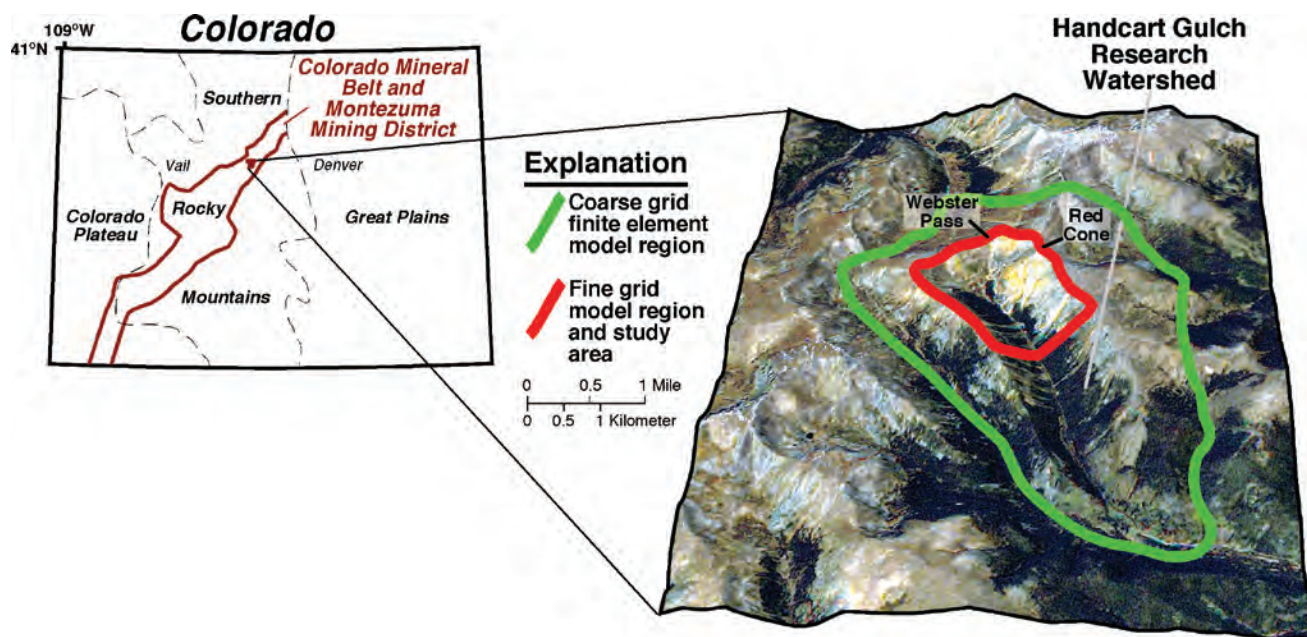 109°W
41°N
Colorado
Colorado Mineral
Belt and
Montezuma
Mining District
Southern
Vail
Denver
Rocky
Colorado
Plateau
Great Plains
Mountains
Explanation
Coarse grid
finite element
model region
Fine grid
model region
and study
area
0 0.5 1 Mile
0 0.5 1 Kilometer
Handcart Gulch
Research
Watershed
Webster
Pass
Red
Cone